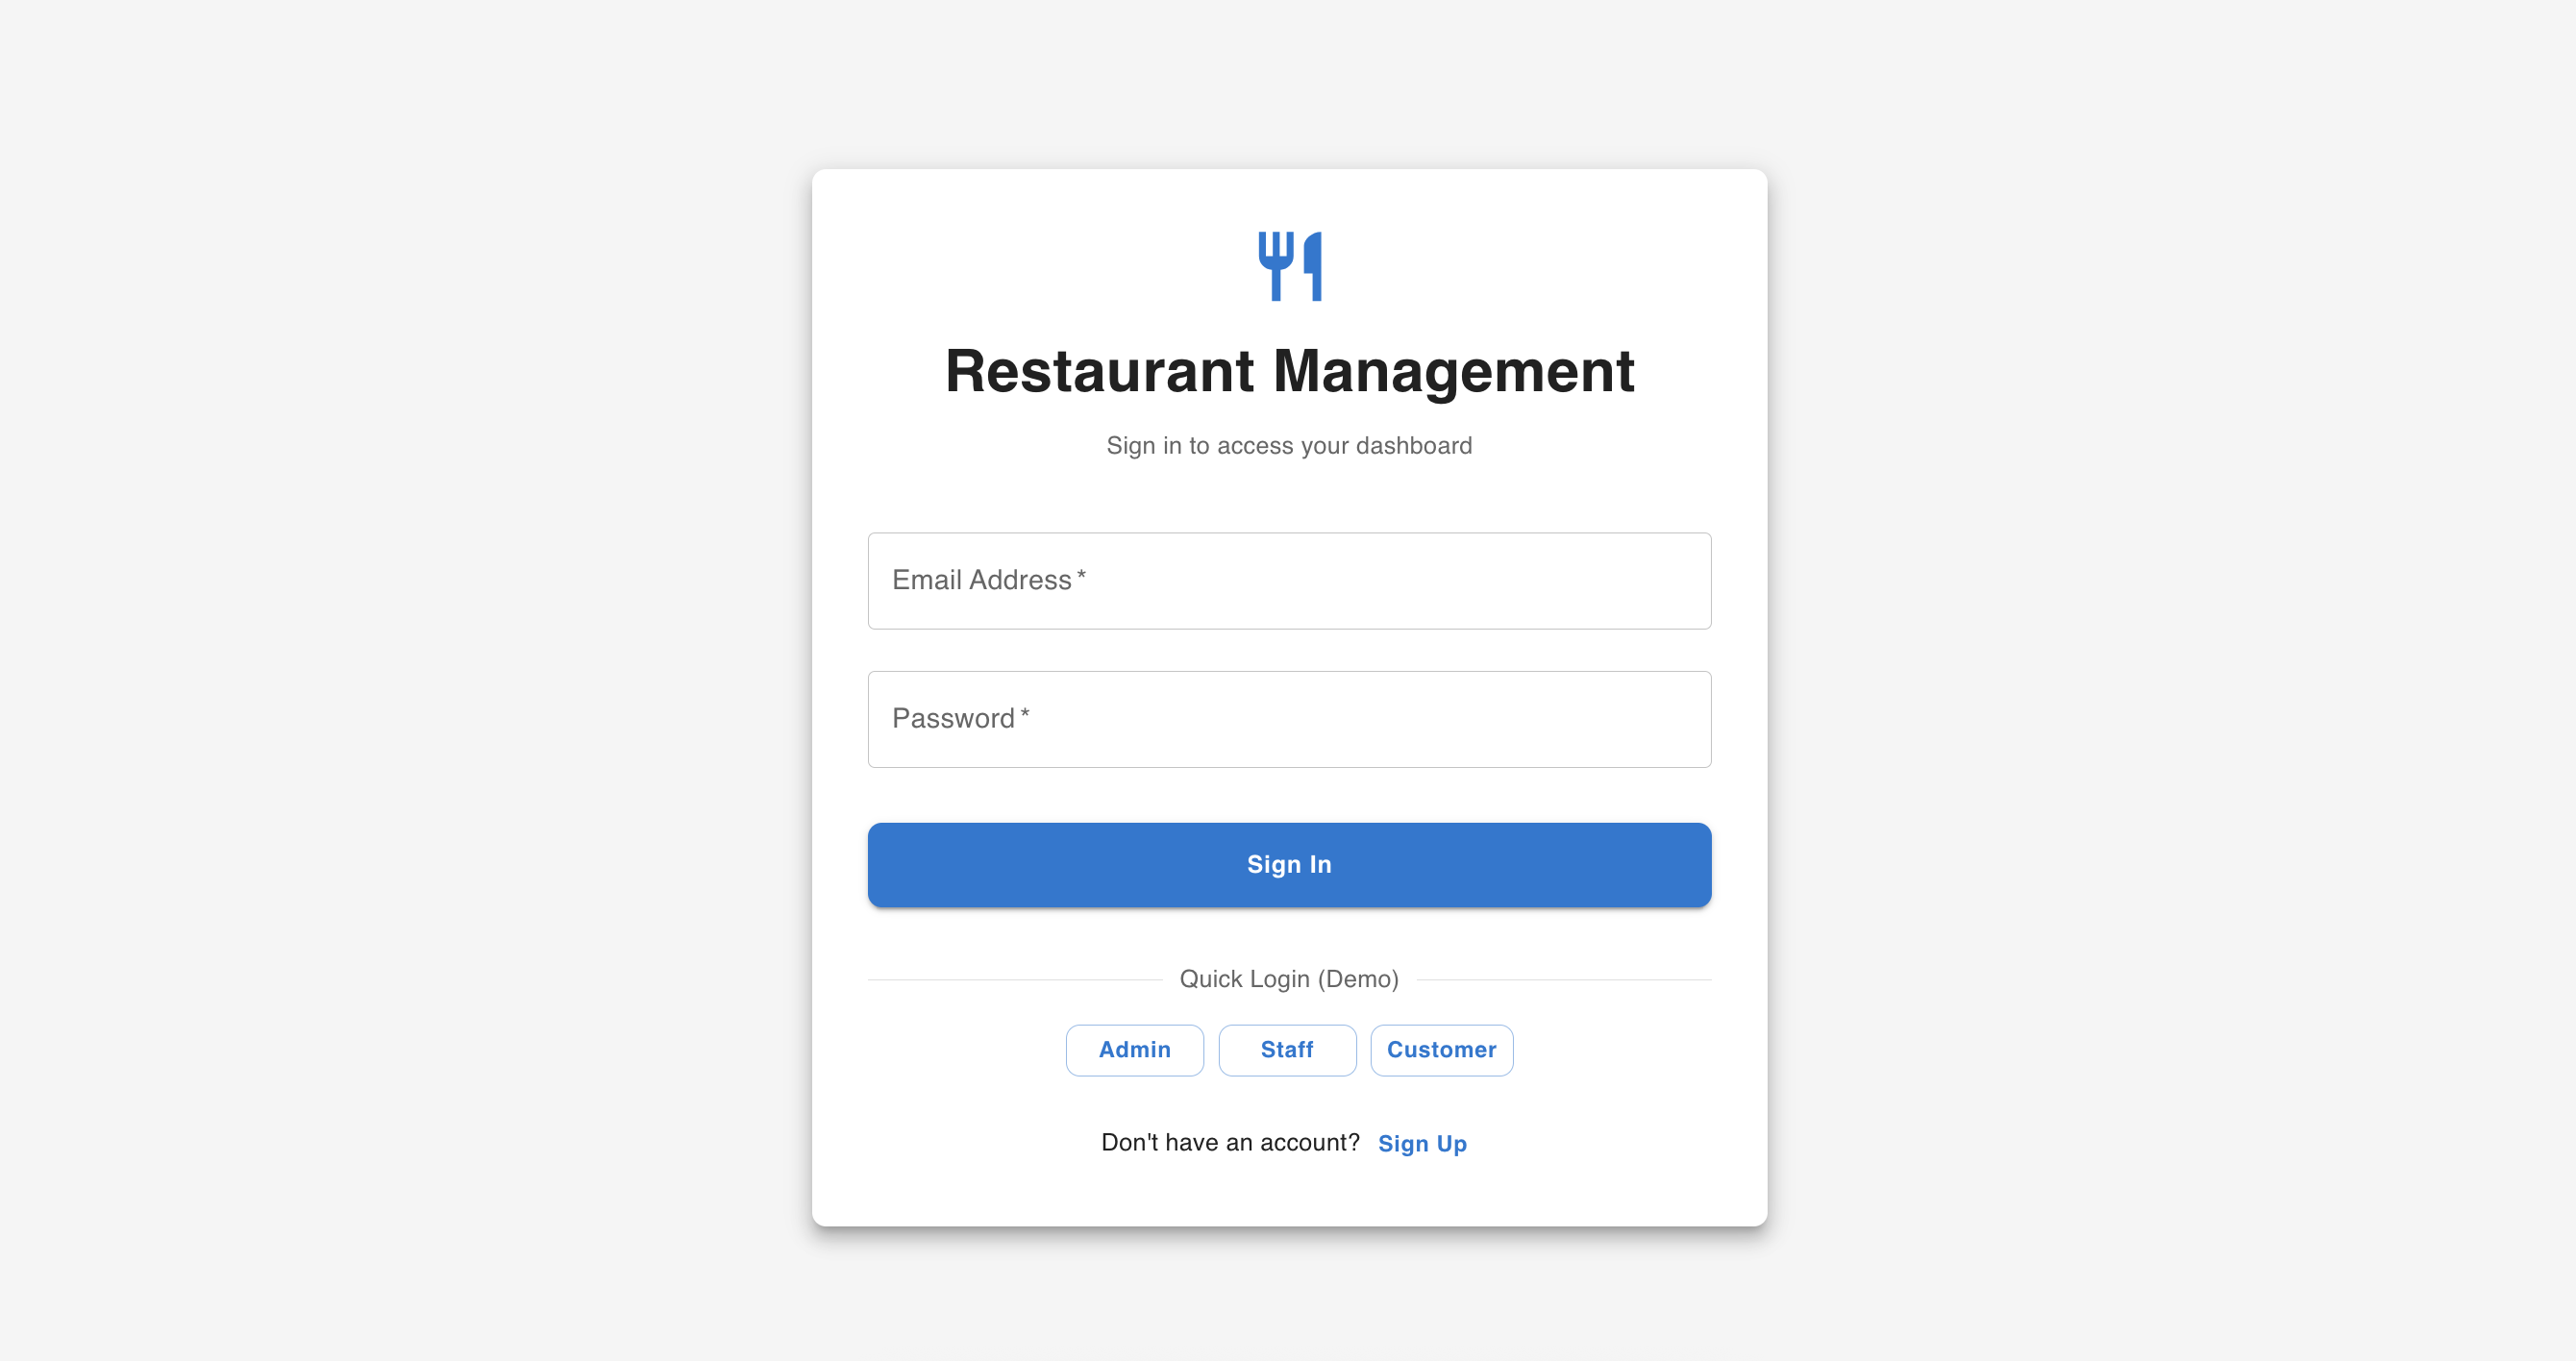 Restaurant Management
Sign in to access your dashboard
Email Address *
Password *
Sign In
Quick Login (Demo)
Admin Staff Customer
Don't have an account? Sign Up